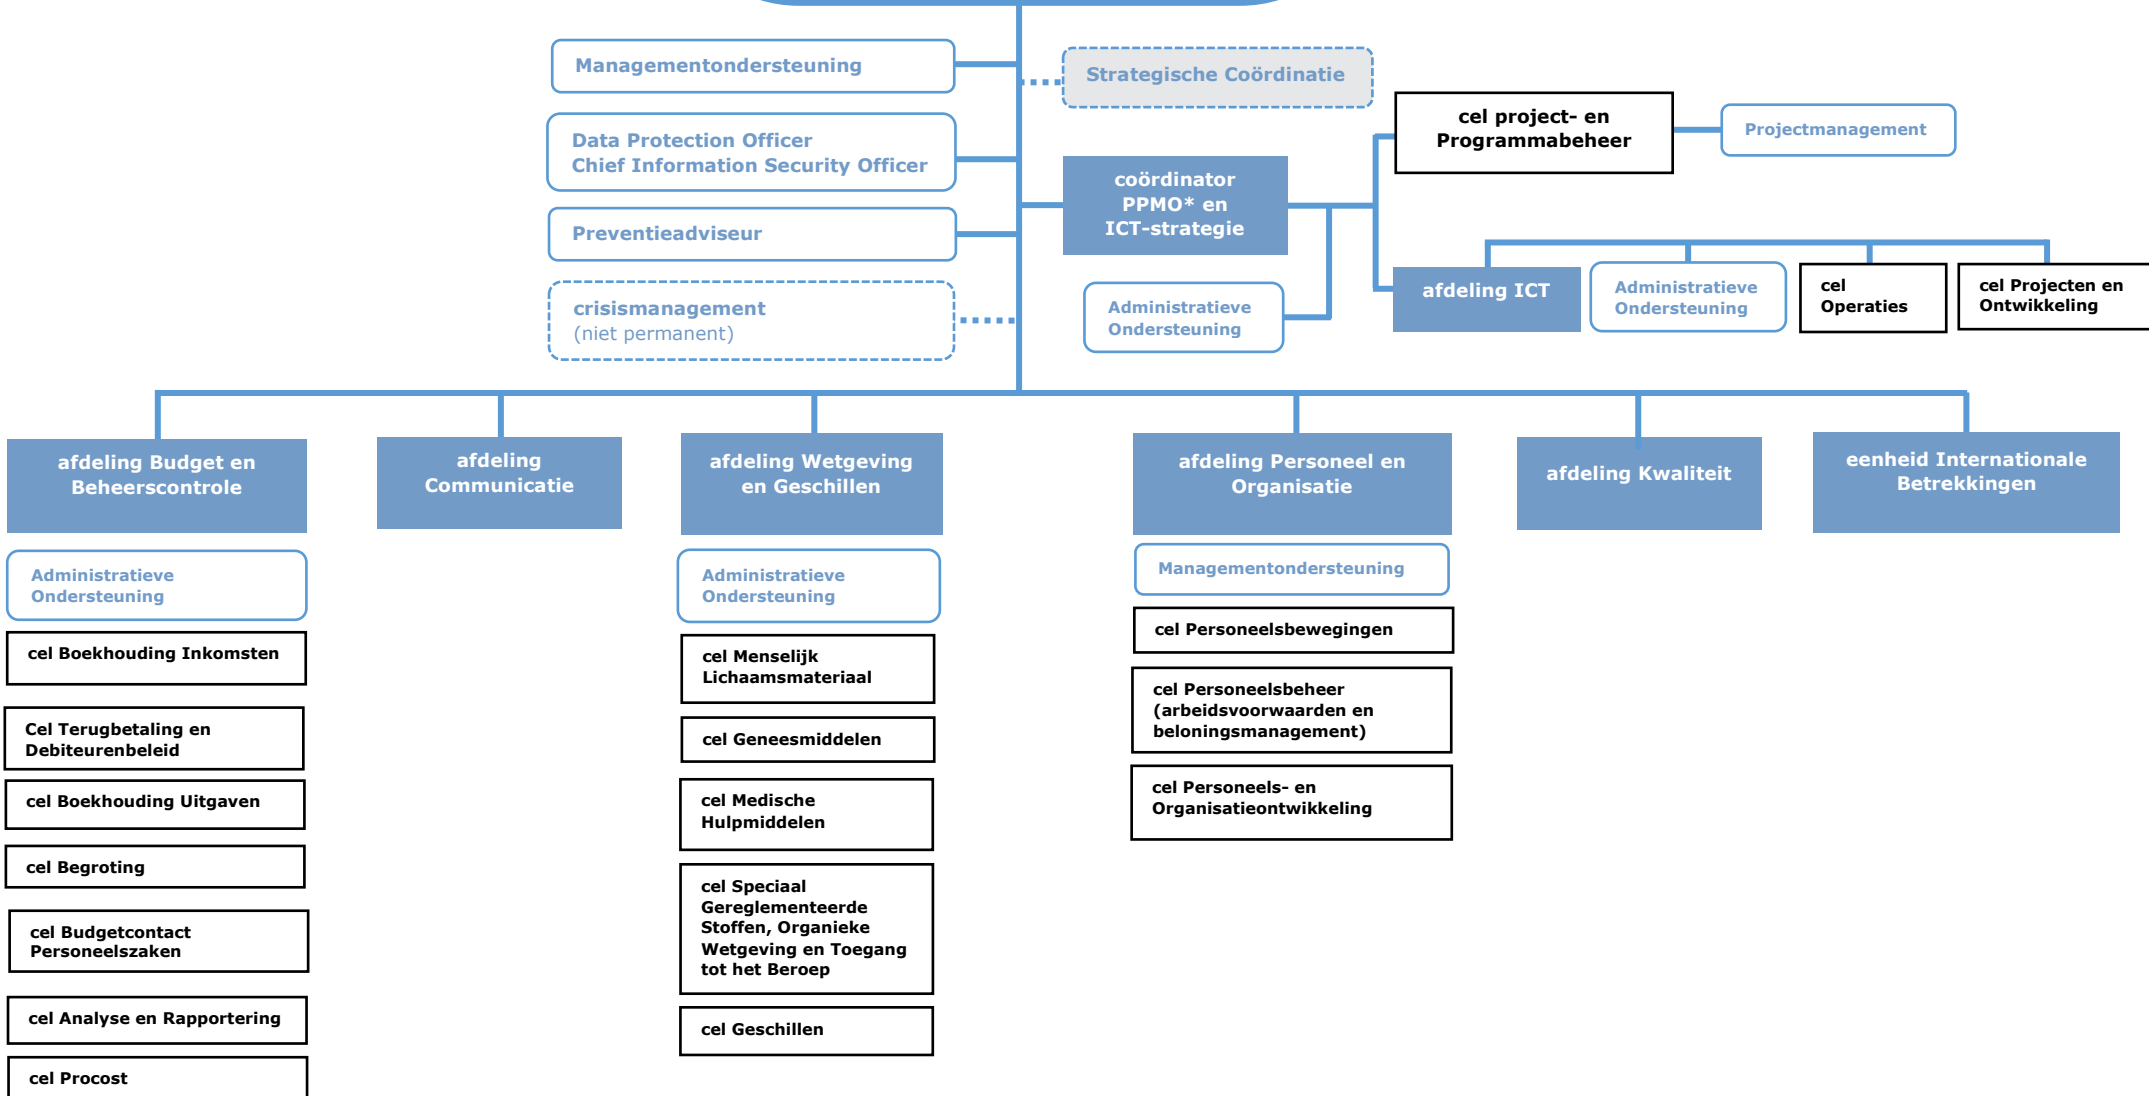 Managementondersteuning
Strategische Coördinatie
Data Protection Officer
Chief Information Security Officer
cel project- en
Programmabeheer
Projectmanagement
coördinator
PPMO* en
ICT-strategie
Preventieadviseur
crisismanagement
(niet permanent)
Administratieve
Ondersteuning
afdeling ICT
Administratieve
Ondersteuning
cel
Operaties
cel Projecten en
Ontwikkeling
afdeling Budget en
Beheerscontrole
afdeling
Communicatie
afdeling Wetgeving
en Geschillen
afdeling Personeel en
Organisatie
afdeling Kwaliteit
eenheid Internationale
Betrekkingen
Administratieve
Ondersteuning
cel Boekhouding Inkomsten
Cel Terugbetaling en
Debiteurenbeleid
cel Boekhouding Uitgaven
cel Begroting
cel Budgetcontact
Personeelszaken
cel Analyse en Rapportering
cel Procost
Administratieve
Ondersteuning
cel Menselijk
Lichaamsmateriaal
cel Geneesmiddelen
cel Medische
Hulpmiddelen
cel Speciaal
Gereglementeerde
Stoffen, Organieke
Wetgeving en Toegang
tot het Beroep
cel Geschillen
Managementondersteuning
cel Personeelsbewegingen
cel Personeelsbeheer
(arbeidsvoorwaarden en
beloningsmanagement)
cel Personeels- en
Organisatieontwikkeling